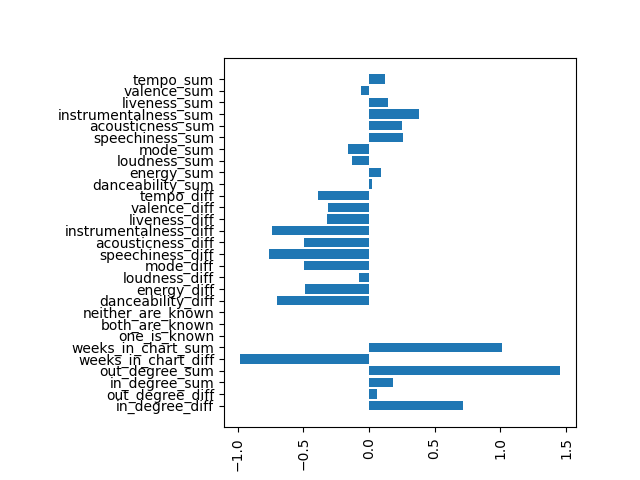 tempo_sum
valence_sum
liveness_sum
instrumentalness_sum
acousticness_sum
speechiness_sum
mode_sum
loudness_sum
energy_sum
danceability_sum
tempo_diff
valence_diff
liveness_diff
instrumentalness_diff
acousticness_diff
speechiness_diff
mode_diff
loudness_diff
energy_diff
danceability_diff
neither_are_known
both_are_known
one_is_known
weeks_in_chart_sum
weeks_in_chart_diff
out_degree_sum
in_degree_sum
out_degree_diff
in_degree_diff
−1.0
−0.5
0.0
0.5
1.0
1.5